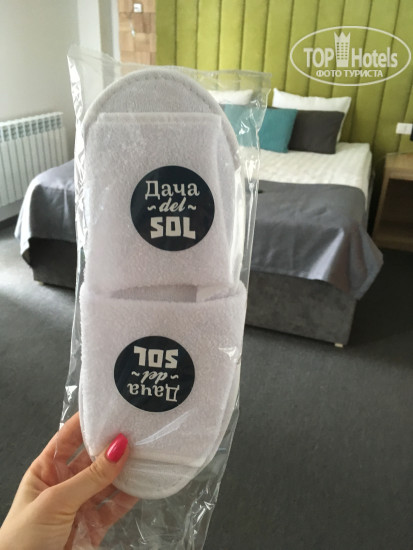 TOP Hotels
ФОТО ТУРИСТА
Дача
~del~
SOL
Дача
~del~
SOL